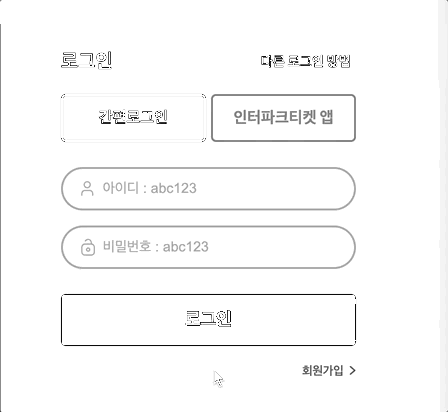 로그인
다른 로그인 방법
간편로그인
인터파크티켓 앱
아이디 : abc123
비밀번호 : abc123
로그인
회원가입 >